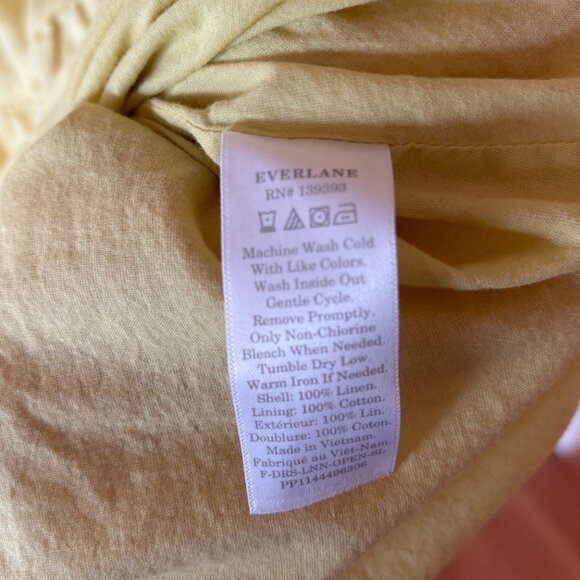 EVERLANE
RN# 139393
Machine Wash Cold
With Like Colors.
Wash Inside Out
Gentle Cycle.
Remove Promptly.
Only Non-Chlorine
Bleach When Needed.
Tumble Dry Low.
Warm Iron If Needed.
Shell: 100% Linen.
Lining: 100% Cotton.
Extérieur: 100% Lin.
Doublure: 100% Coton.
Made in Vietnam.
Fabriqué au Viet-Nam.
F-DRS-LNN-OPEN-SL
PP1144496306